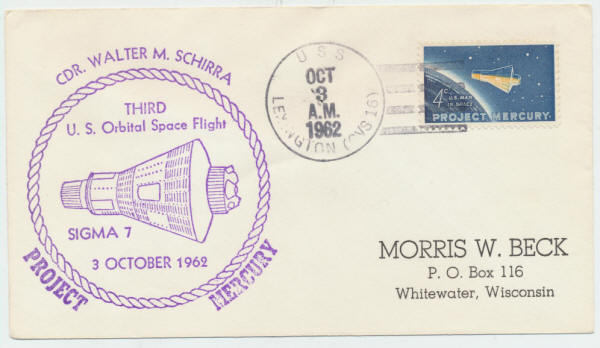 CDR. WALTER M. SCHIRRA
THIRD
U. S. Orbital Space Flight
SIGMA 7
3 OCTOBER 1962
PROJECT MERCURY
USS
OCT
3
A.M.
1962
LEXINGTON (CVS 16)
4c
U.S. MAN
IN SPACE
PROJECT MERCURY
MORRIS W. BECK
P. O. Box 116
Whitewater, Wisconsin